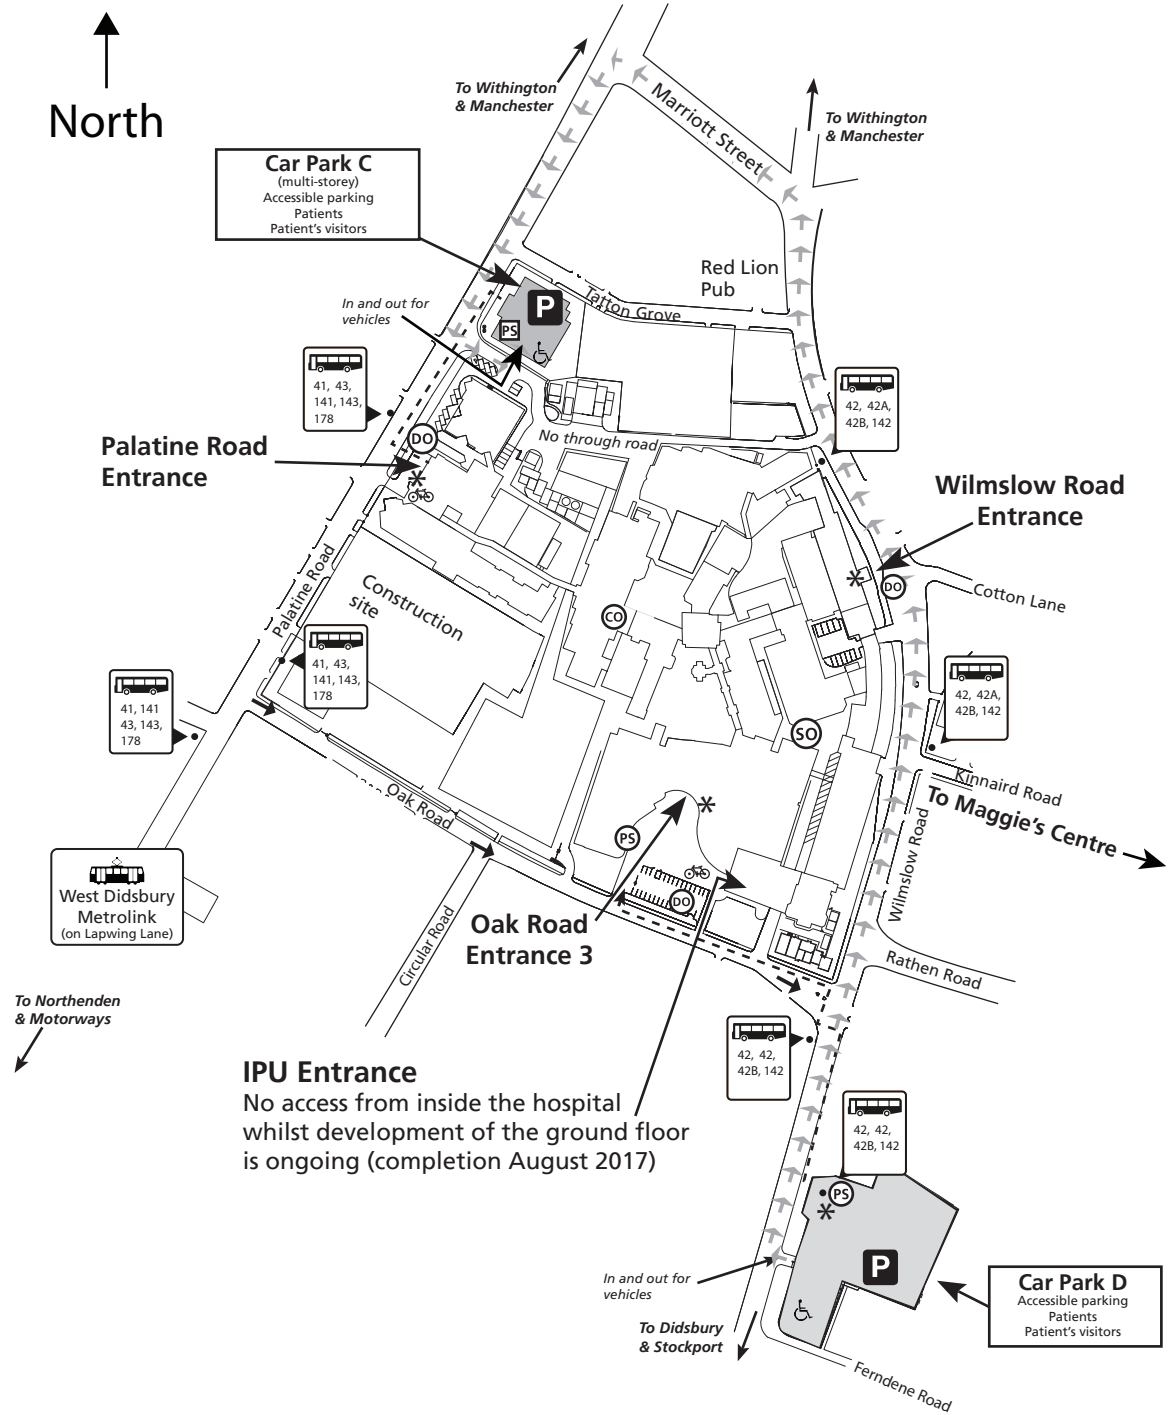 North
To Withington
& Manchester
Marriott Street
To Withington
& Manchester
Car Park C
(multi-storey)
Accessible parking
Patients
Patient's visitors
Red Lion
Pub
P
PS
Tatton Grove
In and out for
vehicles
41, 43,
141, 143,
178
42, 42A,
42B, 142
DO
No through road
Palatine Road
Entrance
*
Wilmslow Road
Entrance
*
DO
Cotton Lane
Palatine Road
Construction
site
CO
41, 43,
141, 143,
178
42, 42A,
42B, 142
41, 141
43, 143,
178
SO
Kinnaird Road
To Maggie's Centre
Oak Road
*
PS
Wilmslow Road
West Didsbury
Metrolink
(on Lapwing Lane)
DO
Oak Road
Entrance 3
Circular Road
Rathen Road
To Northenden
& Motorways
42, 42,
42B, 142
IPU Entrance
No access from inside the hospital
whilst development of the ground floor
is ongoing (completion August 2017)
42, 42,
42B, 142
PS
*
P
In and out for
vehicles
Car Park D
Accessible parking
Patients
Patient's visitors
To Didsbury
& Stockport
Ferndene Road